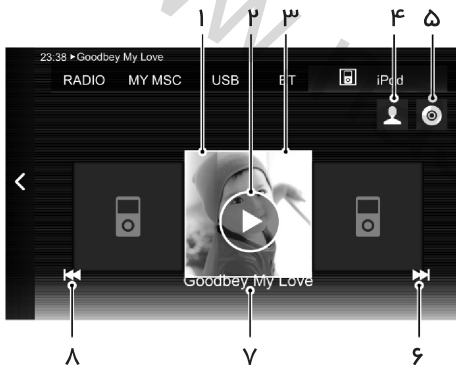 ۱ ۲ ۳ ۴ ۵
23:38 ▶Goodbey My Love
RADIO MY MSC USB BT iPod
Goodbey My Love
۸ ۷ ۶